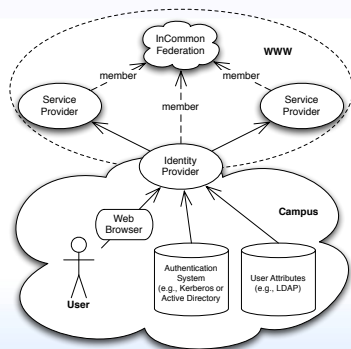 InCommon
Federation
WWW
member
member
member
Service
Provider
Service
Provider
Identity
Provider
Web
Browser
Campus
Authentication
System
(e.g., Kerberos or
Active Directory
User Attributes
(e.g., LDAP)
User